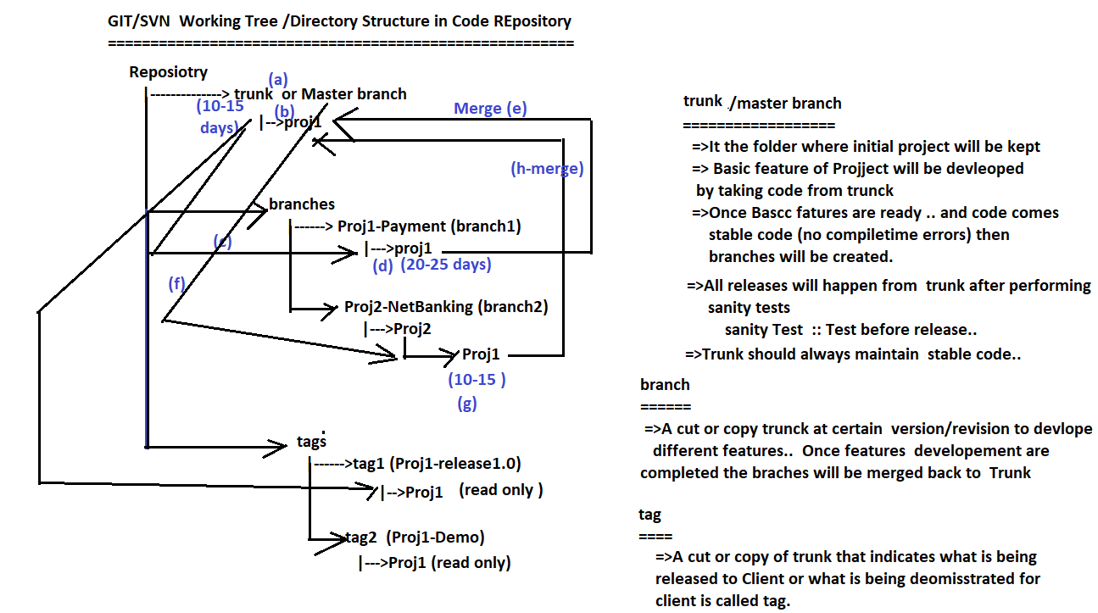 GIT/SVN Working Tree /Directory Structure in Code REpository
=====================================================
Reposiotry
(a)
|--------------> trunk or Master branch
(10-15 days)
(b)
|-->proj1
Merge (e)
(h-merge)
branches
|------> Proj1-Payment (branch1)
(c)
|--->proj1
(d) (20-25 days)
(f)
Proj2-NetBanking (branch2)
|--->Proj2
Proj1
(10-15 )
(g)
tags
|------>tag1 (Proj1-release1.0)
|-->Proj1 (read only )
tag2 (Proj1-Demo)
|--->Proj1 (read only)
trunk /master branch
==================
=>It the folder where initial project will be kept
=> Basic feature of Projject will be devleoped
by taking code from trunck
=>Once Bascc fatures are ready .. and code comes
stable code (no compiletime errors) then
branches will be created.
=>All releases will happen from trunk after performing
sanity tests
sanity Test :: Test before release..
=>Trunk should always maintain stable code..
branch
======
=>A cut or copy trunck at certain version/revision to devlope
different features.. Once features developement are
completed the braches will be merged back to Trunk
tag
====
=>A cut or copy of trunk that indicates what is being
released to Client or what is being deomisstrated for
client is called tag.